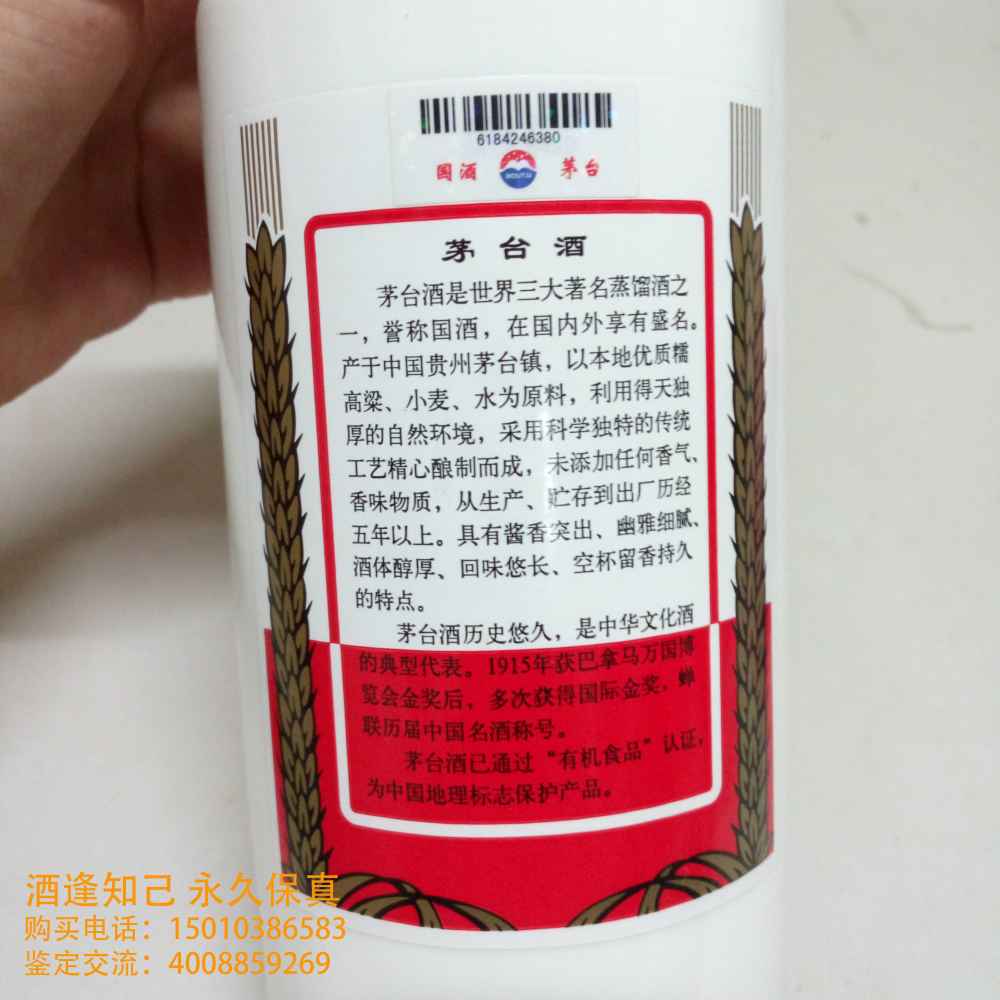 6184246380
国酒 MOUTAI 茅台
茅台酒
茅台酒是世界三大著名蒸馏酒之
一，誉称国酒，在国内外享有盛名。
产于中国贵州茅台镇，以本地优质糯
高粱、小麦、水为原料，利用得天独
厚的自然环境，采用科学独特的传统
工艺精心酿制而成，未添加任何香气、
香味物质，从生产、贮存到出厂历经
五年以上。具有酱香突出、幽雅细腻、
酒体醇厚、回味悠长、空杯留香持久
的特点。
茅台酒历史悠久，是中华文化酒
的典型代表。1915年获巴拿马万国博
览会金奖后，多次获得国际金奖，蝉
联历届中国名酒称号。
茅台酒已通过“有机食品”认证，
为中国地理标志保护产品。
酒逢知己 永久保真
购买电话：15010386583
鉴定交流：4008859269